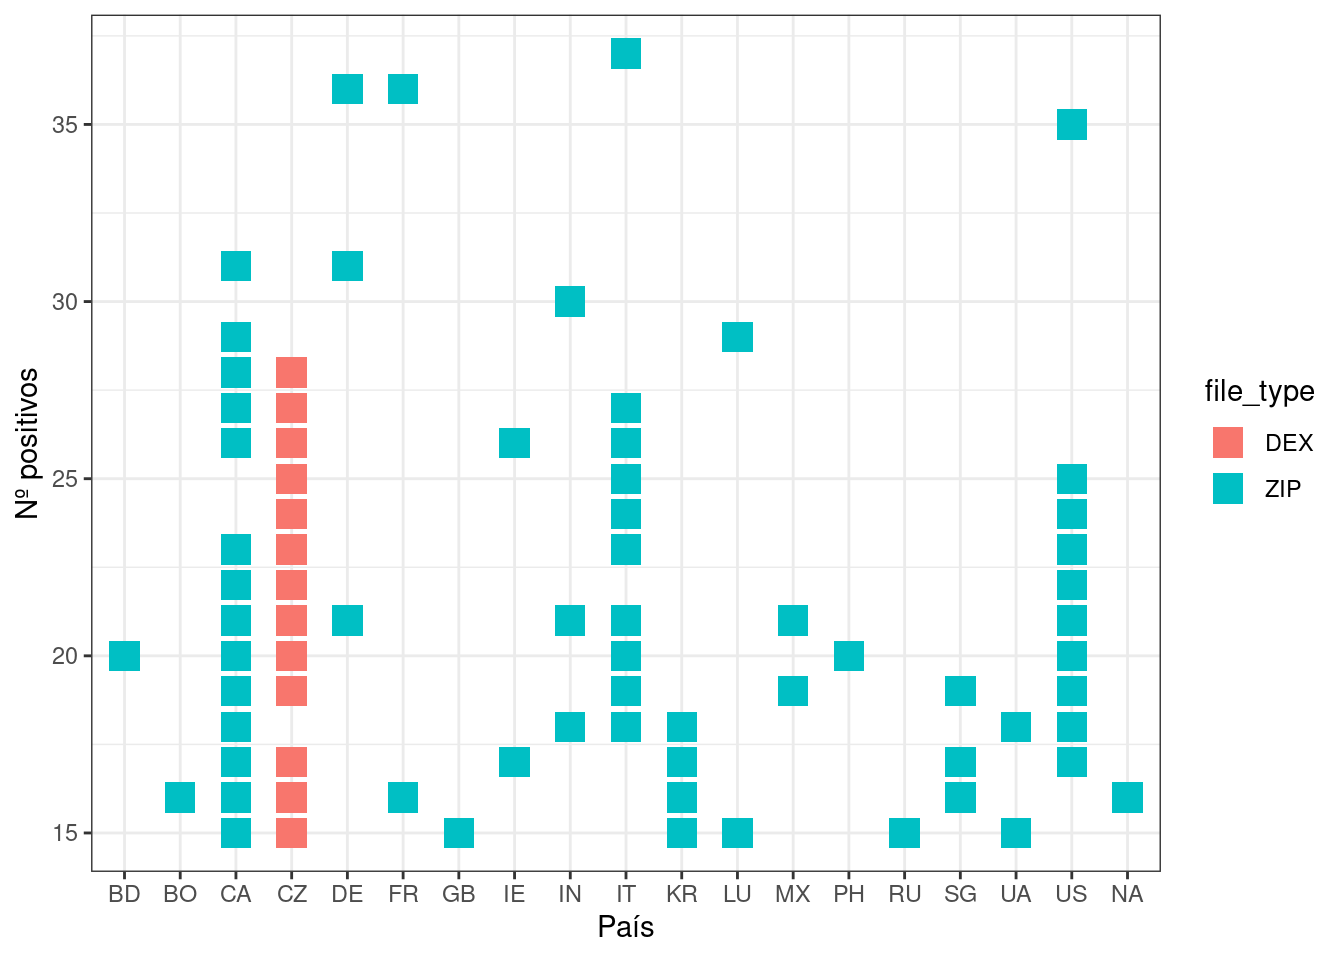 Nº positivos
35
30
25
20
15
BD BO CA CZ DE FR GB IE IN IT KR LU MX PH RU SG UA US NA
País
file_type
DEX
ZIP